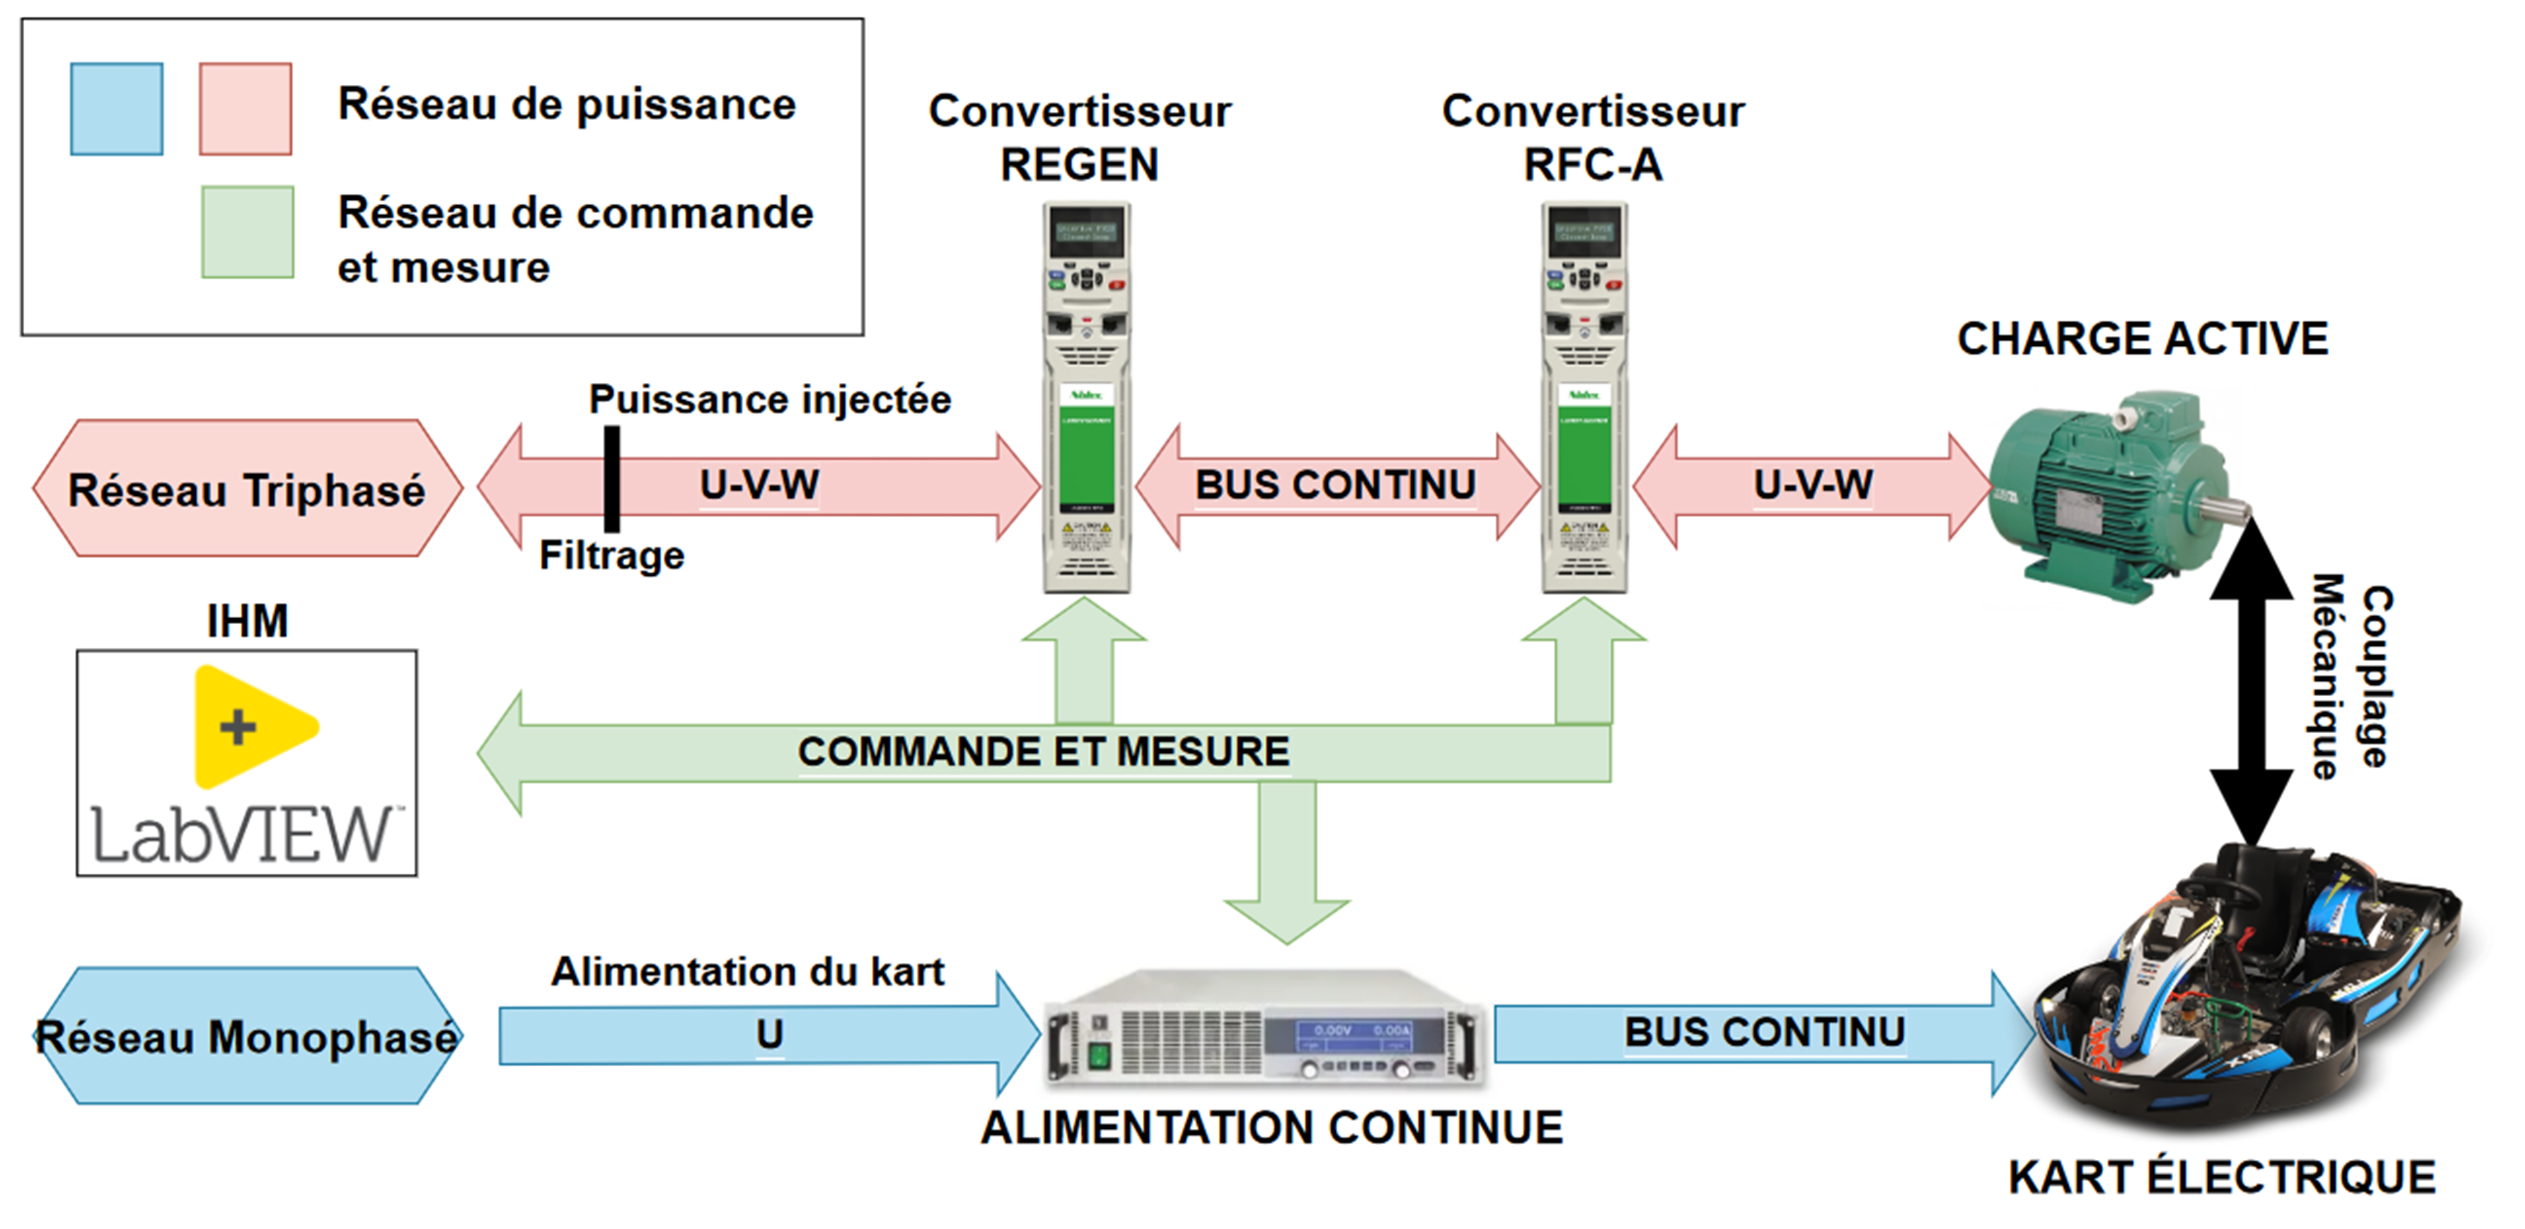 Réseau de puissance
Réseau de commande
et mesure
Convertisseur
REGEN
Convertisseur
RFC-A
CHARGE ACTIVE
Puissance injectée
Réseau Triphasé
U-V-W
BUS CONTINU
U-V-W
Filtrage
Couplage
Mécanique
IHM
LabVIEW™
COMMANDE ET MESURE
Alimentation du kart
Réseau Monophasé
U
0.00V 0.00A
BUS CONTINU
ALIMENTATION CONTINUE
KART ÉLECTRIQUE